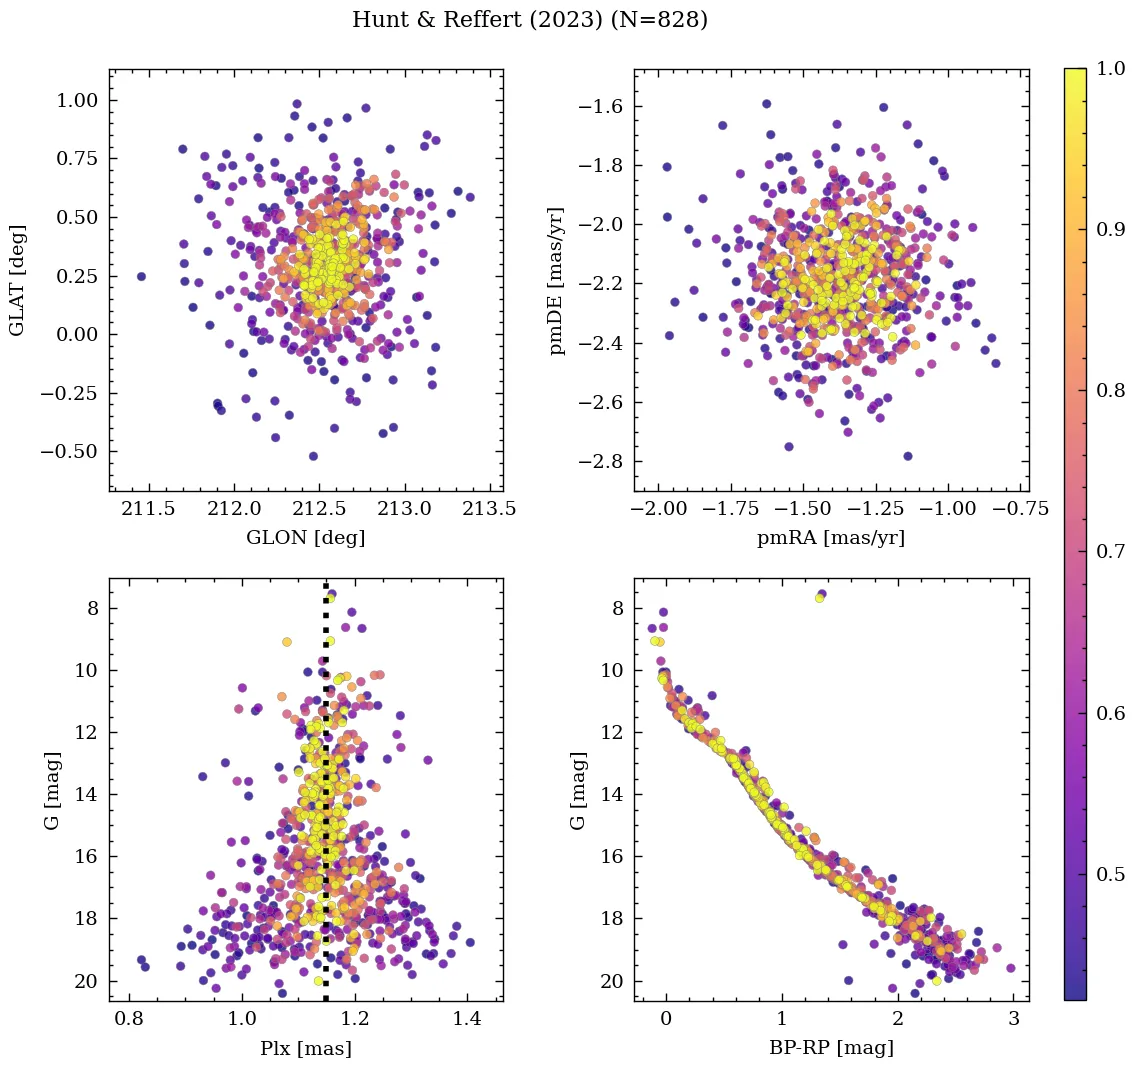 Hunt & Reffert (2023) (N=828)
1.00
0.75
0.50
0.25
0.00
−0.25
−0.50
GLAT [deg]
211.5 212.0 212.5 213.0 213.5
GLON [deg]
−1.6
−1.8
−2.0
−2.2
−2.4
−2.6
−2.8
pmDE [mas/yr]
−2.00 −1.75 −1.50 −1.25 −1.00 −0.75
pmRA [mas/yr]
8
10
12
14
16
18
20
G [mag]
0.8 1.0 1.2 1.4
Plx [mas]
8
10
12
14
16
18
20
G [mag]
0 1 2 3
BP-RP [mag]
1.0
0.9
0.8
0.7
0.6
0.5